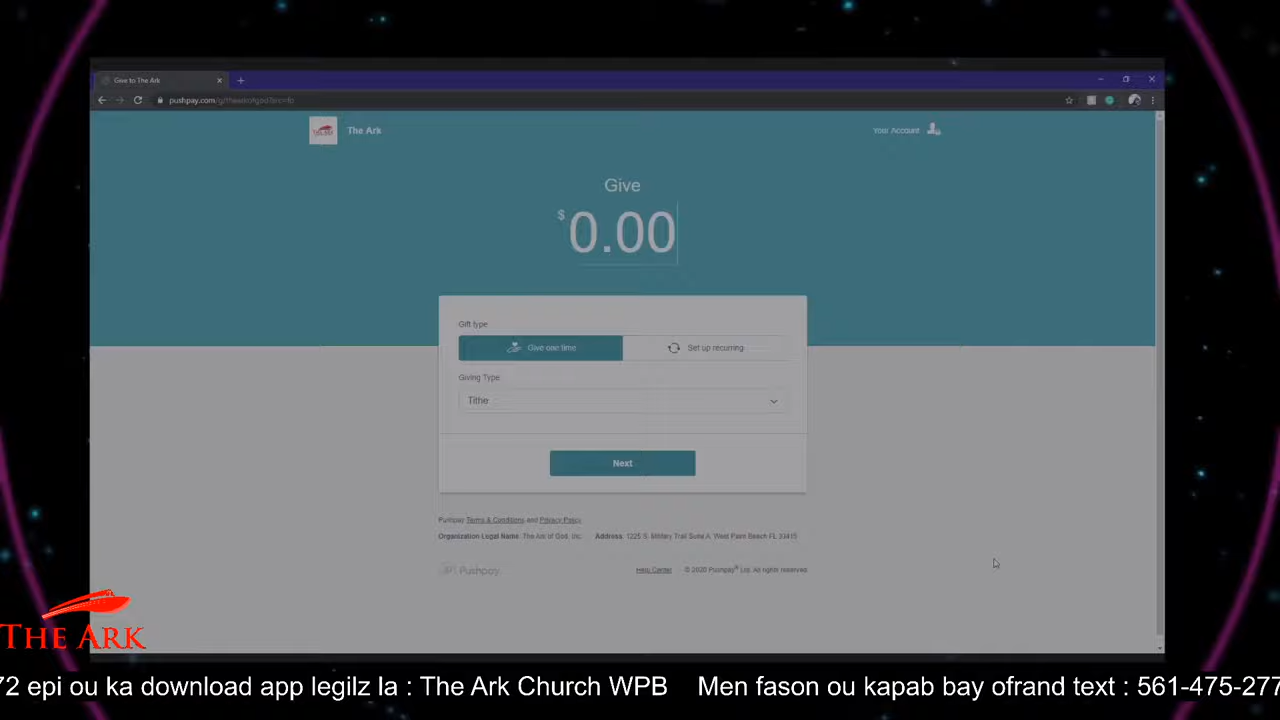 Give to The Ark
pushpay.com/g/thearkofgod?src=fb
The Ark
Your Account
Give
$ 0.00
Gift type
Give one time
Set up recurring
Giving Type
Tithe
Next
Pushpay Terms & Conditions and Privacy Policy
Organization Legal Name: The Ark of God, Inc. Address: 1225 S. Military Trail Suite A, West Palm Beach FL 33415
Pushpay
Help Center © 2020 Pushpay® Ltd. All rights reserved
THE ARK
72 epi ou ka download app legilz la : The Ark Church WPB Men fason ou kapab bay ofrand text : 561-475-277